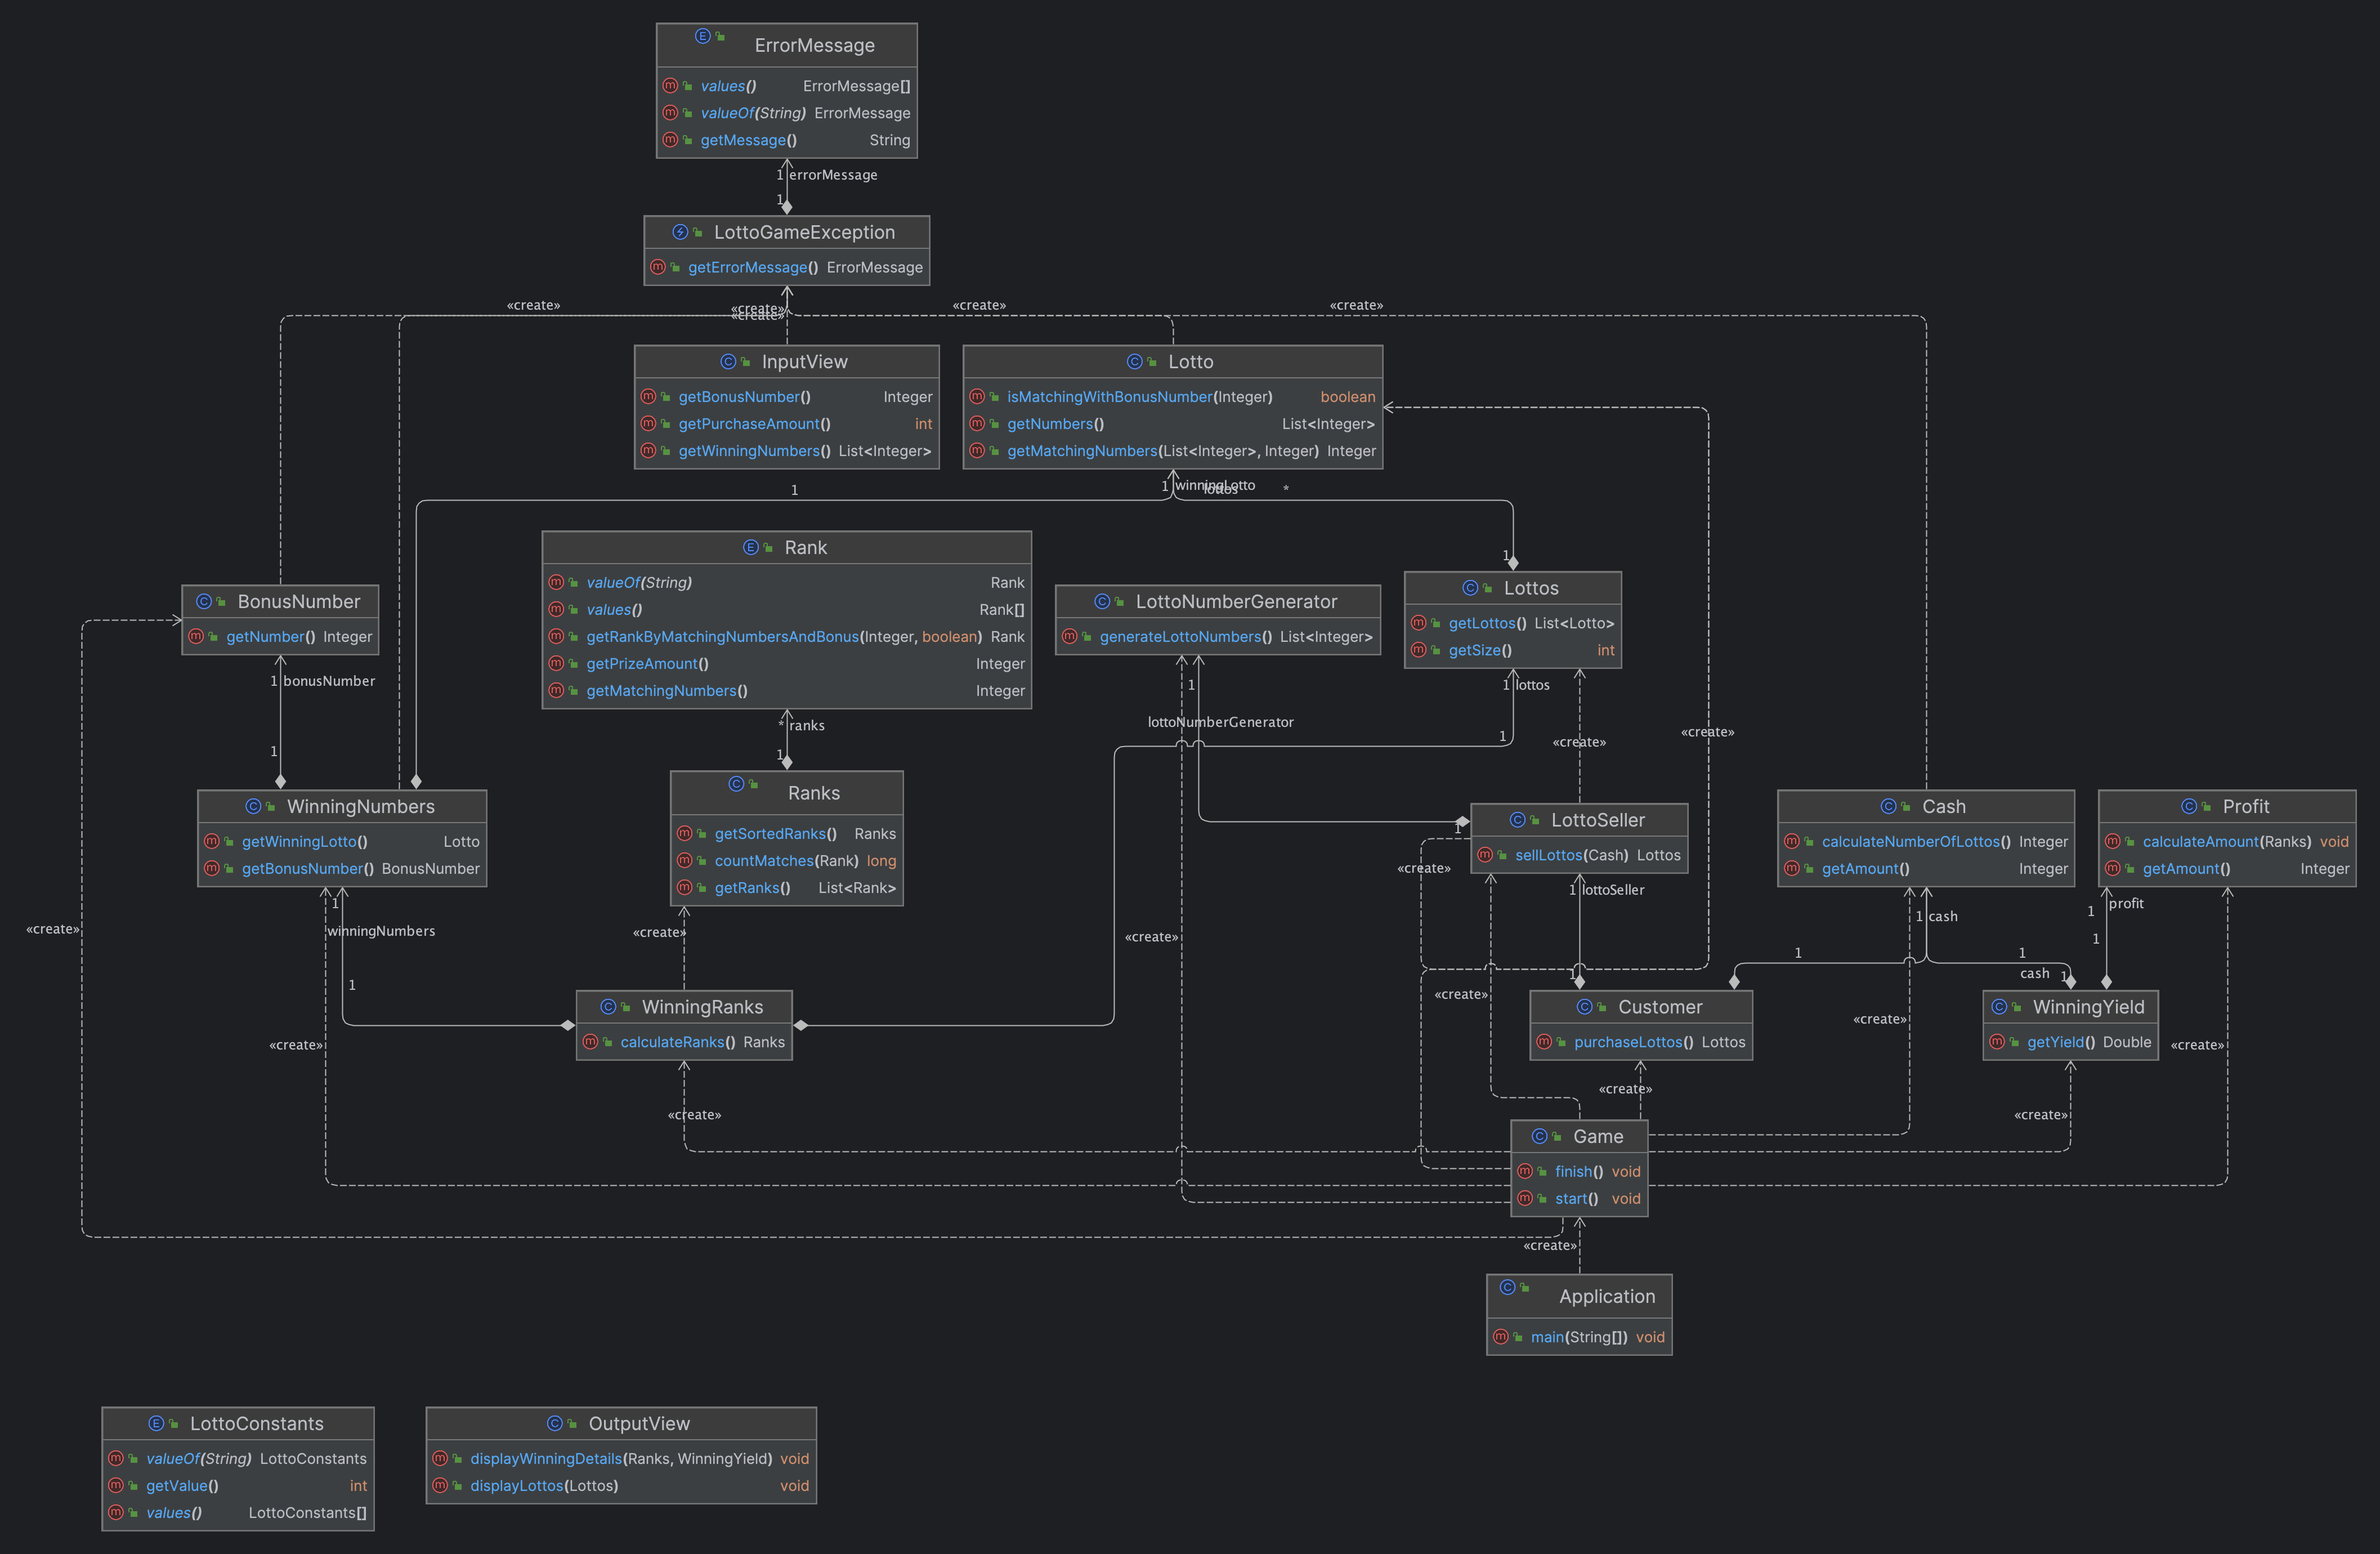 ErrorMessage
values() ErrorMessage[]
valueOf(String) ErrorMessage
getMessage() String
1 errorMessage
1
LottoGameException
getErrorMessage() ErrorMessage
«create»
«create»
«create»
«create»
«create»
InputView
getBonusNumber() Integer
getPurchaseAmount() int
getWinningNumbers() List<Integer>
Lotto
isMatchingWithBonusNumber(Integer) boolean
getNumbers() List<Integer>
getMatchingNumbers(List<Integer>, Integer) Integer
1
1 winningLotto
lottos *
Rank
valueOf(String) Rank
values() Rank[]
getRankByMatchingNumbersAndBonus(Integer, boolean) Rank
getPrizeAmount() Integer
getMatchingNumbers() Integer
1
BonusNumber
getNumber() Integer
LottoNumberGenerator
generateLottoNumbers() List<Integer>
Lottos
getLottos() List<Lotto>
getSize() int
1 bonusNumber
1
* ranks
1
1
lottoNumberGenerator
1 lottos
1
«create»
«create»
WinningNumbers
getWinningLotto() Lotto
getBonusNumber() BonusNumber
Ranks
getSortedRanks() Ranks
countMatches(Rank) long
getRanks() List<Rank>
LottoSeller
sellLottos(Cash) Lottos
1
«create»
Cash
calculateNumberOfLottos() Integer
getAmount() Integer
Profit
calculateAmount(Ranks) void
getAmount() Integer
1
winningNumbers
1
«create»
«create»
«create»
1 lottoSeller
1
1 cash
1
1
cash 1
1
profit
1
«create»
WinningRanks
calculateRanks() Ranks
Customer
purchaseLottos() Lottos
WinningYield
getYield() Double
«create»
«create»
«create»
«create»
«create»
«create»
«create»
Game
finish() void
start() void
«create»
Application
main(String[]) void
LottoConstants
valueOf(String) LottoConstants
getValue() int
values() LottoConstants[]
OutputView
displayWinningDetails(Ranks, WinningYield) void
displayLottos(Lottos) void